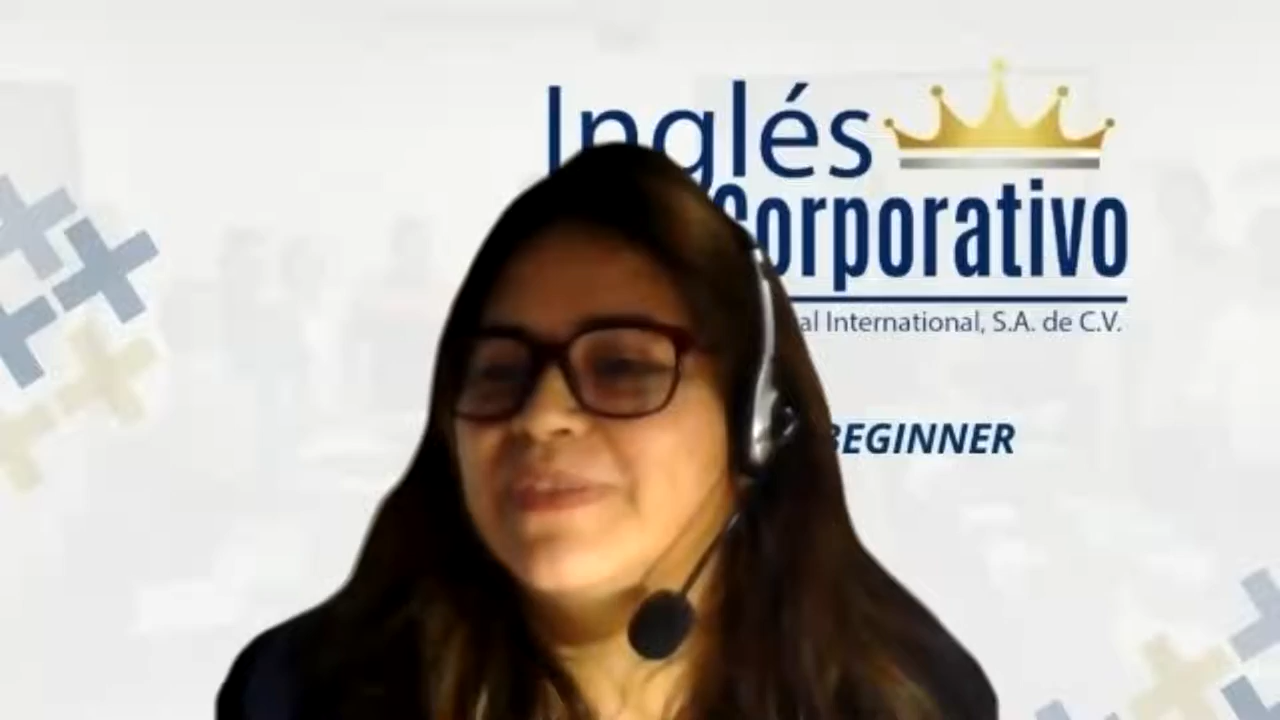 Inglés
Corporativo
al International, S.A. de C.V.
BEGINNER